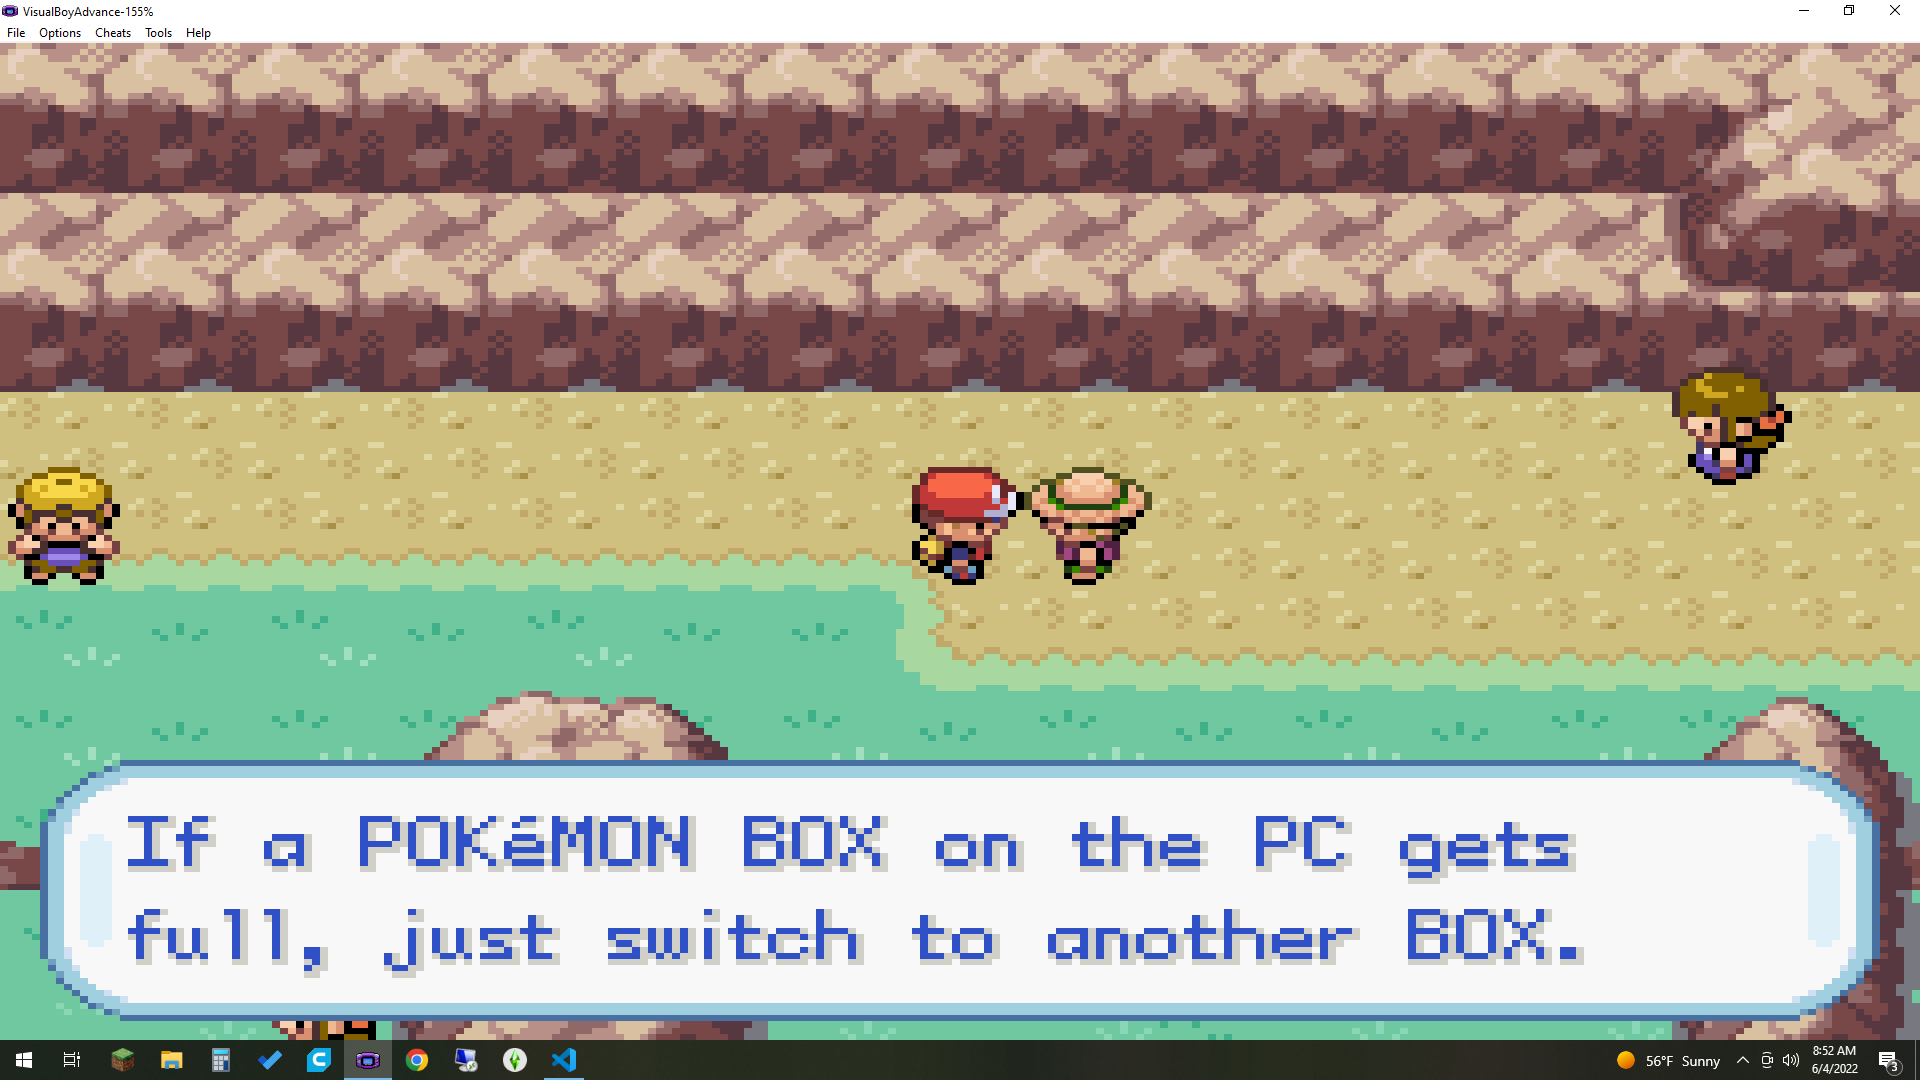 VisualBoyAdvance-155%
File Options Cheats Tools Help
If a POKéMON BOX on the PC gets
full, just switch to another BOX.
56°F Sunny
8:52 AM
6/4/2022
3